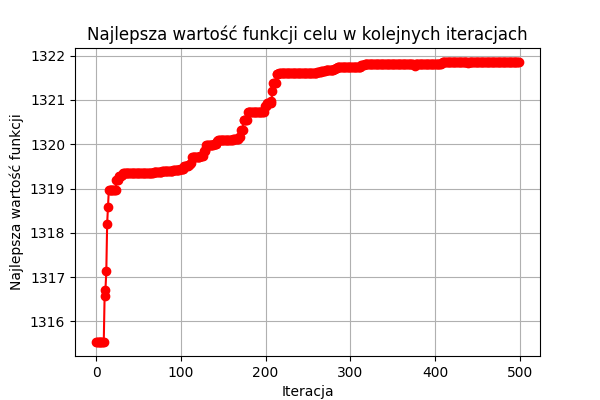 Najlepsza wartość funkcji celu w kolejnych iteracjach
Najlepsza wartość funkcji
1322
1321
1320
1319
1318
1317
1316
0 100 200 300 400 500
Iteracja